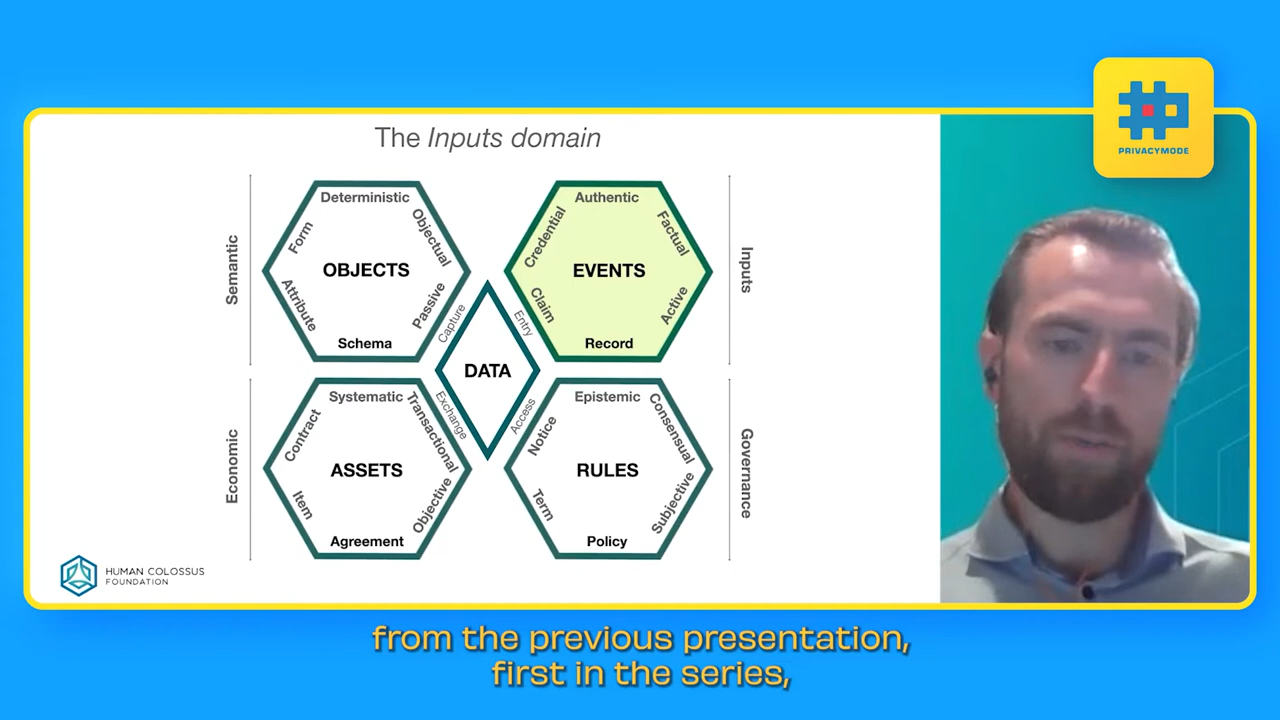 PRIVACYMODE
The Inputs domain
Semantic
Deterministic
Form
Objectual
OBJECTS
Attribute
Passive
Schema
Authentic
Credential
Factual
EVENTS
Claim
Active
Record
Inputs
Capture
Entry
DATA
Exchange
Access
Economic
Systematic
Contract
Transactional
ASSETS
Item
Objective
Agreement
Epistemic
Notice
Consensual
RULES
Term
Subjective
Policy
Governance
HUMAN COLOSSUS
FOUNDATION
from the previous presentation,
first in the series,